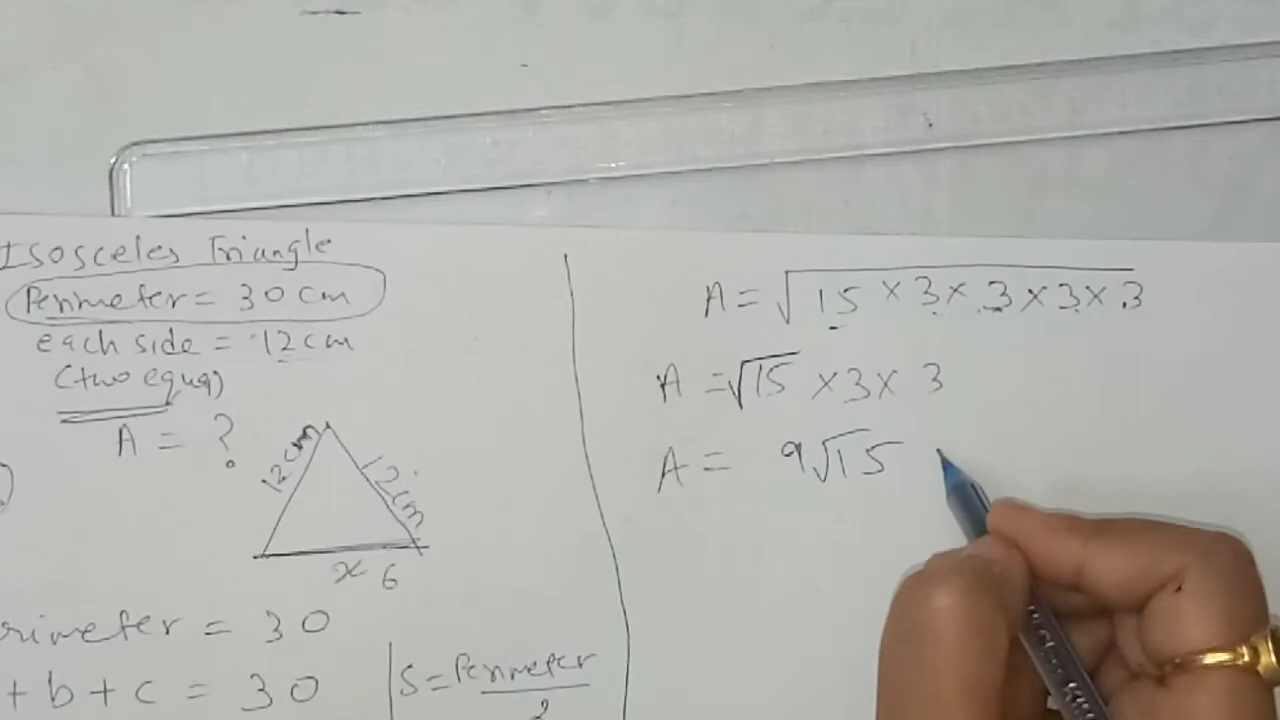 Isosceles Triangle
Perimeter = 30 cm
each side = 12 cm
(two equal)
A = ?
12 cm
12 cm
x 6
rimeter = 30
+ b + c = 30
S = Perimeter
2
A = √15 × 3 × 3 × 3 × 3
A = √15 × 3 × 3
A = 9√15